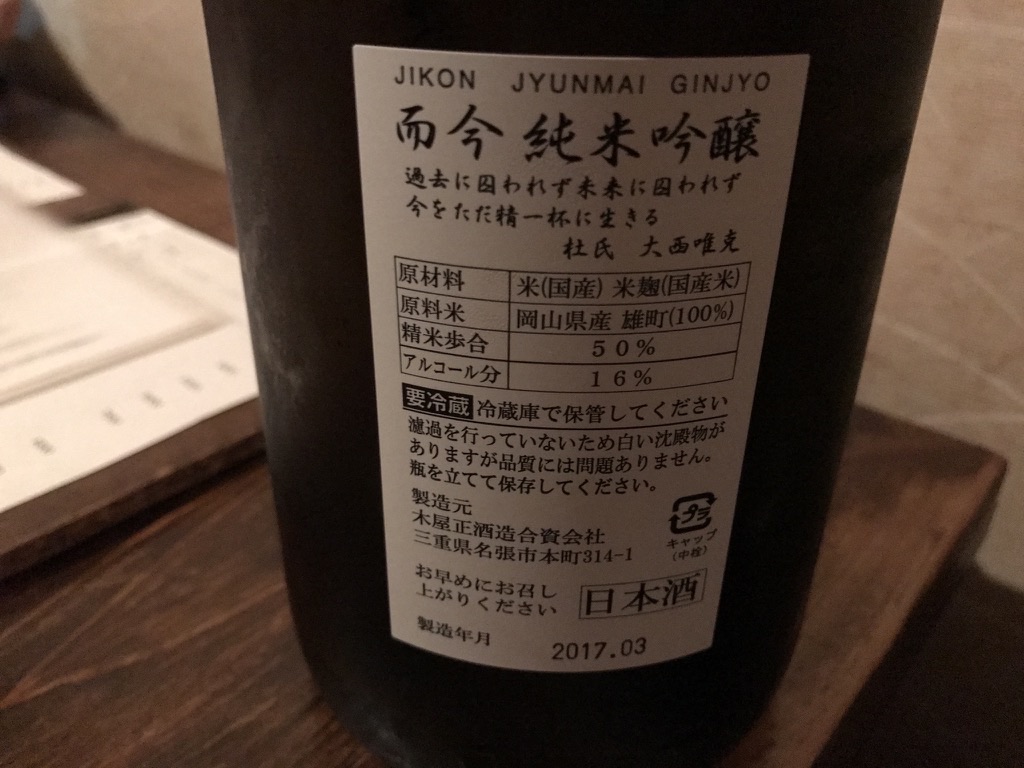 JIKON JYUNMAI GINJYO
而今 純米吟醸
過去に囚われず未来に囚われず
今をただ精一杯に生きる
杜氏 大西唯克
原材料 米(国産) 米麹(国産米)
原料米 岡山県産 雄町(100%)
精米歩合 50%
アルコール分 16%
要冷蔵 冷蔵庫で保管してください
濾過を行っていないため白い沈殿物が
ありますが品質には問題ありません。
瓶を立てて保存してください。
製造元
木屋正酒造合資会社
三重県名張市本町314-1
プラ
キャップ
(中栓)
お早めにお召し
上がりください
日本酒
製造年月 2017.03